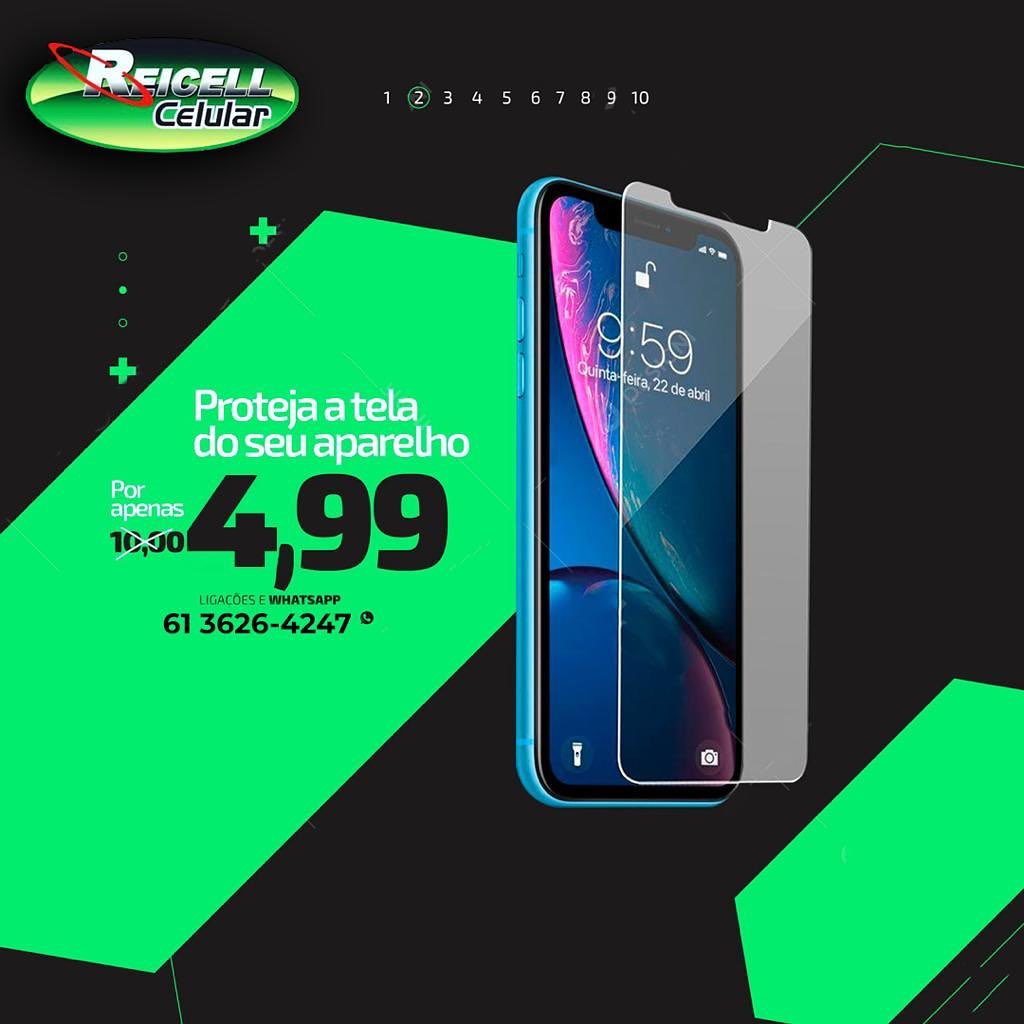 REICELL
Celular
1 2 3 4 5 6 7 8 9 10
9:59
Quinta-feira, 22 de abril
Proteja a tela
do seu aparelho
Por
apenas
10,00
4,99
LIGAÇÕES E WHATSAPP
61 3626-4247